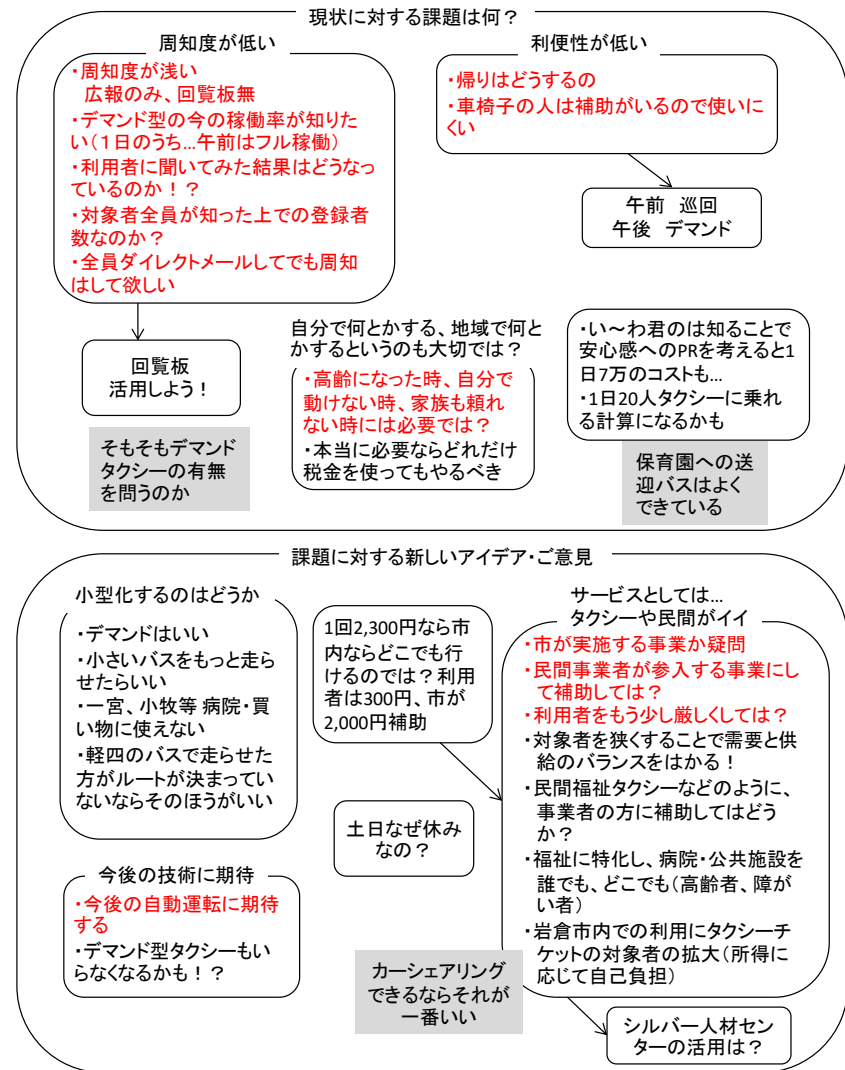 現状に対する課題は何？
周知度が低い
・周知度が浅い
広報のみ、回覧板無
・デマンド型の今の稼働率が知りた
い（１日のうち…午前はフル稼働）
・利用者に聞いてみた結果はどうなっ
ているのか！？
・対象者全員が知った上での登録者
数なのか？
・全員ダイレクトメールしてでも周知
はして欲しい
回覧板
活用しよう！
そもそもデマンド
タクシーの有無
を問うのか
利便性が低い
・帰りはどうするの
・車椅子の人は補助がいるので使いに
くい
午前　巡回
午後　デマンド
自分で何とかする、地域で何と
かするというのも大切では？
・高齢になった時、自分で
動けない時、家族も頼れ
ない時には必要では？
・本当に必要ならどれだけ
税金を使ってもやるべき
・い～わ君のは知ることで
安心感へのPRを考えると1
日7万のコストも…
・1日20人タクシーに乗れ
る計算になるかも
保育園への送
迎バスはよく
できている
課題に対する新しいアイデア・ご意見
小型化するのはどうか
・デマンドはいい
・小さいバスをもっと走ら
せたらいい
・一宮、小牧等 病院・買
い物に使えない
・軽四のバスで走らせた
方がルートが決まってい
ないならそのほうがいい
今後の技術に期待
・今後の自動運転に期待
する
・デマンド型タクシーもい
らなくなるかも！？
1回2,300円なら市
内ならどこでも行
けるのでは？利用
者は300円、市が
2,000円補助
土日なぜ休み
なの？
カーシェアリング
できるならそれが
一番いい
サービスとしては…
タクシーや民間がイイ
・市が実施する事業か疑問
・民間事業者が参入する事業にし
て補助しては？
・利用者をもう少し厳しくしては？
・対象者を狭くすることで需要と供
給のバランスをはかる！
・民間福祉タクシーなどのように、
事業者の方に補助してはどう
か？
・福祉に特化し、病院・公共施設を
誰でも、どこでも（高齢者、障が
い者）
・岩倉市内での利用にタクシーチ
ケットの対象者の拡大（所得に
応じて自己負担）
シルバー人材セン
ターの活用は？